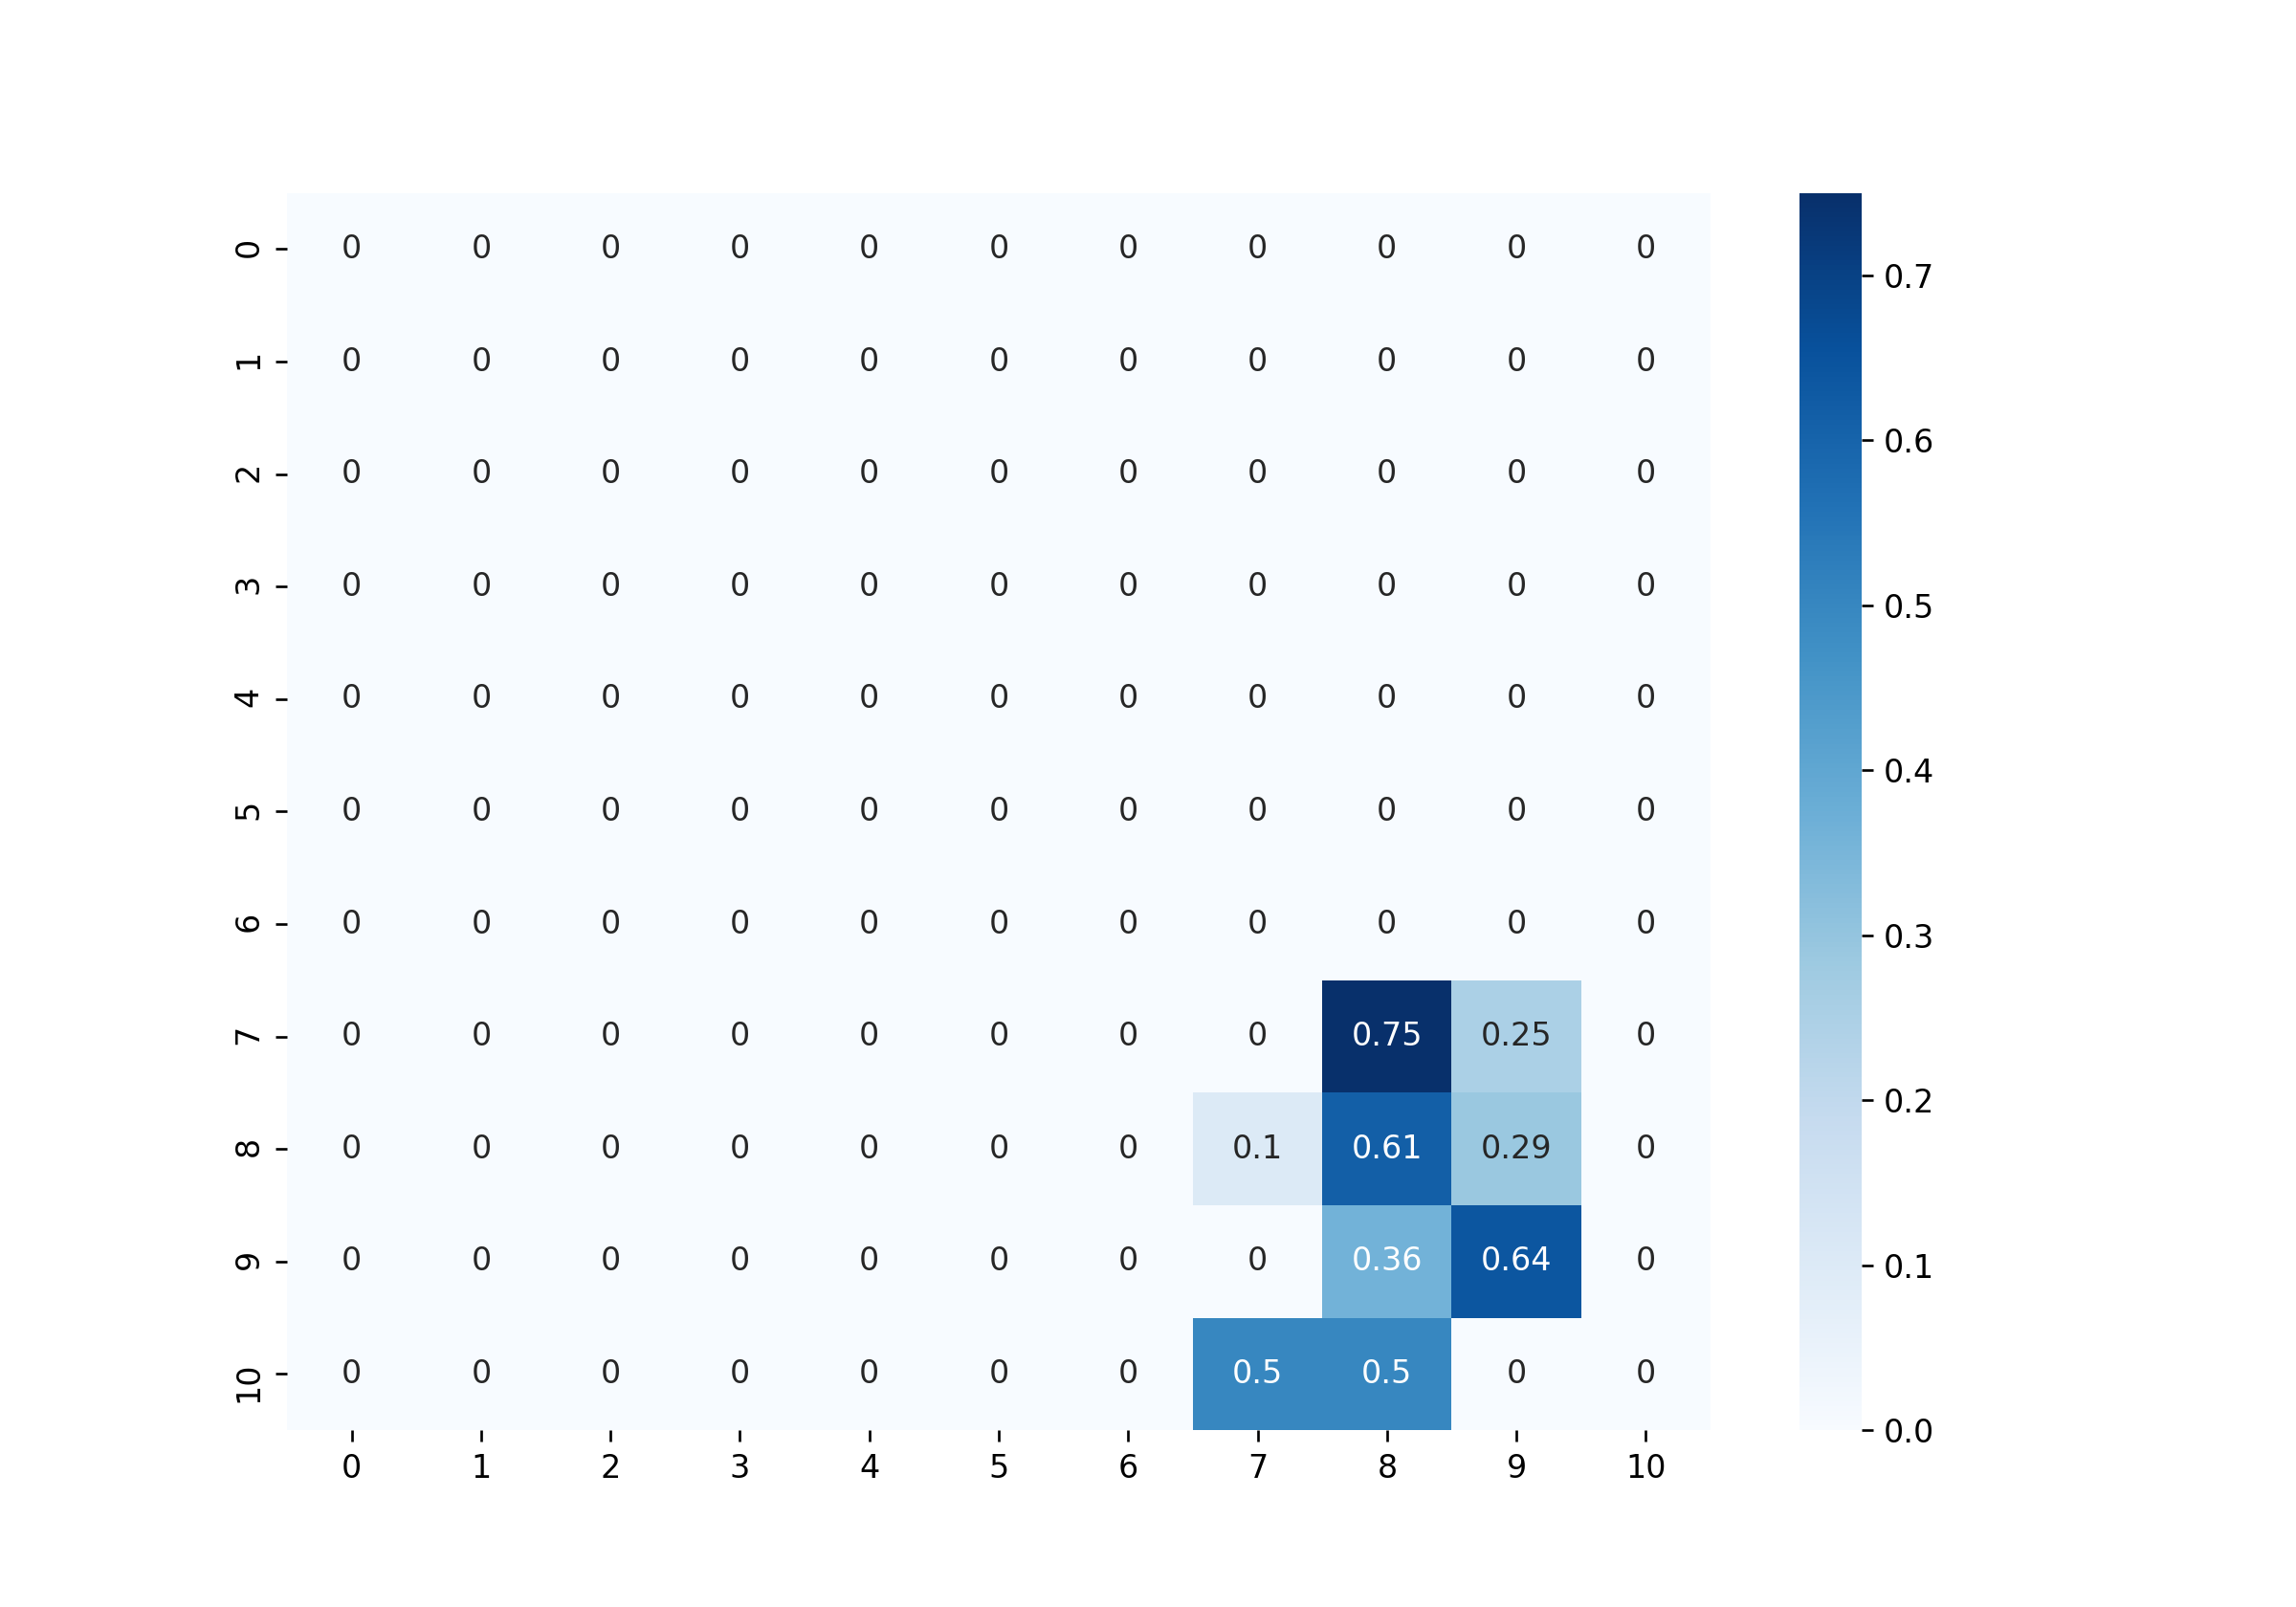 0 0 0 0 0 0 0 0 0 0 0 0
1 0 0 0 0 0 0 0 0 0 0 0
2 0 0 0 0 0 0 0 0 0 0 0
3 0 0 0 0 0 0 0 0 0 0 0
4 0 0 0 0 0 0 0 0 0 0 0
5 0 0 0 0 0 0 0 0 0 0 0
6 0 0 0 0 0 0 0 0 0 0 0
7 0 0 0 0 0 0 0 0 0.75 0.25 0
8 0 0 0 0 0 0 0 0.1 0.61 0.29 0
9 0 0 0 0 0 0 0 0 0.36 0.64 0
10 0 0 0 0 0 0 0 0.5 0.5 0 0
0 1 2 3 4 5 6 7 8 9 10
0.7
0.6
0.5
0.4
0.3
0.2
0.1
0.0